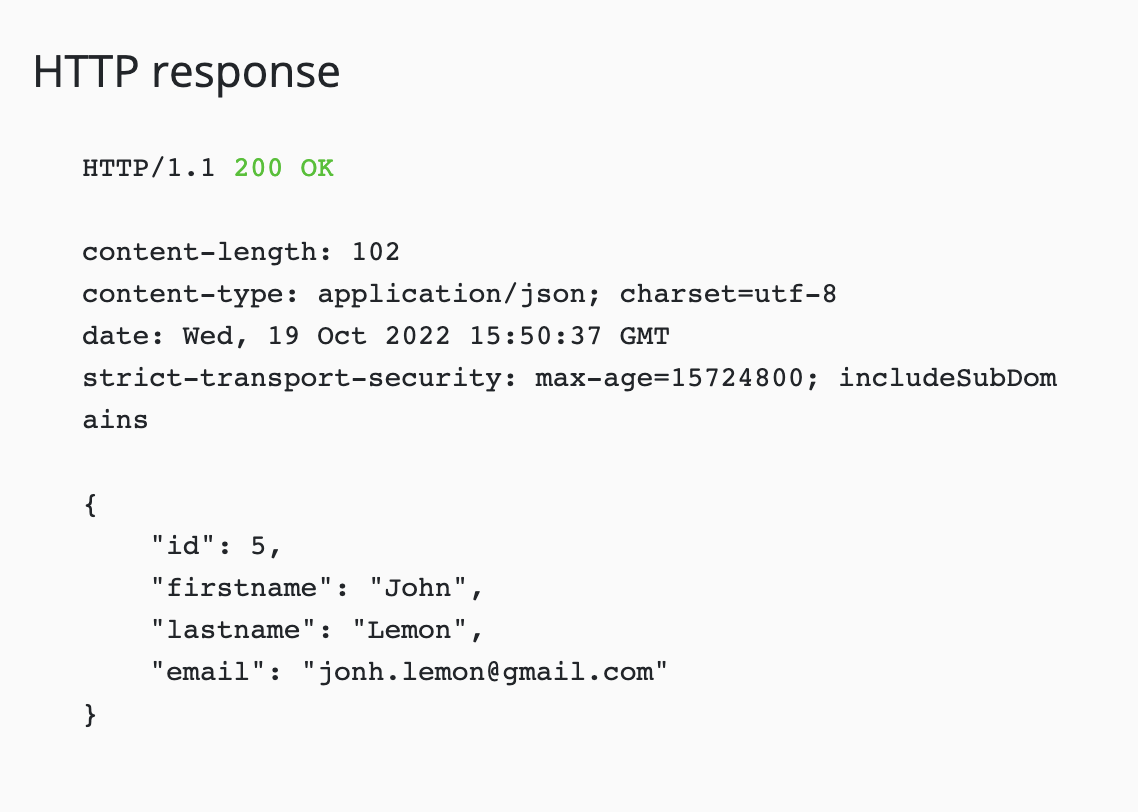 HTTP response
HTTP/1.1 200 OK
content-length: 102
content-type: application/json; charset=utf-8
date: Wed, 19 Oct 2022 15:50:37 GMT
strict-transport-security: max-age=15724800; includeSubDom
ains
{
    "id": 5,
    "firstname": "John",
    "lastname": "Lemon",
    "email": "jonh.lemon@gmail.com"
}